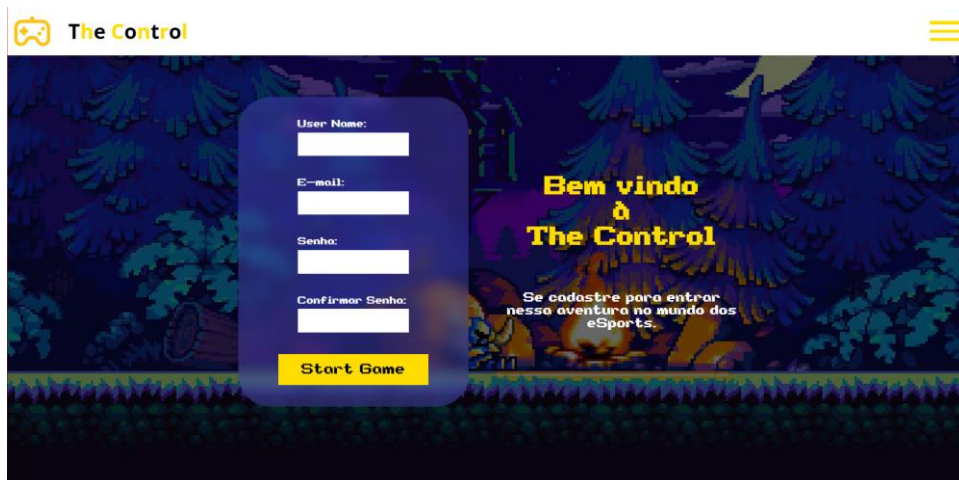 The Control
User Name:
E-mail:
Senha:
Confirmar Senha:
Start Game
Bem vindo
à
The Control
Se cadastre para entrar
nessa aventura no mundo dos
eSports.